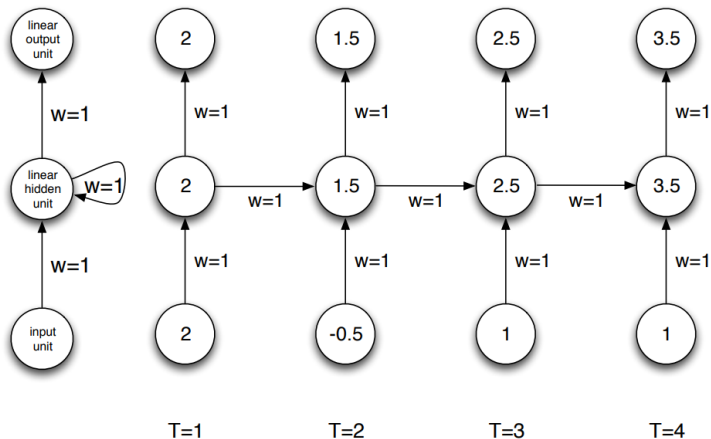 linear
output
unit
2
1.5
2.5
3.5
w=1
w=1
w=1
w=1
w=1
linear
hidden
unit
w=1
2
w=1
1.5
w=1
2.5
w=1
3.5
w=1
w=1
w=1
w=1
w=1
input
unit
2
-0.5
1
1
T=1
T=2
T=3
T=4